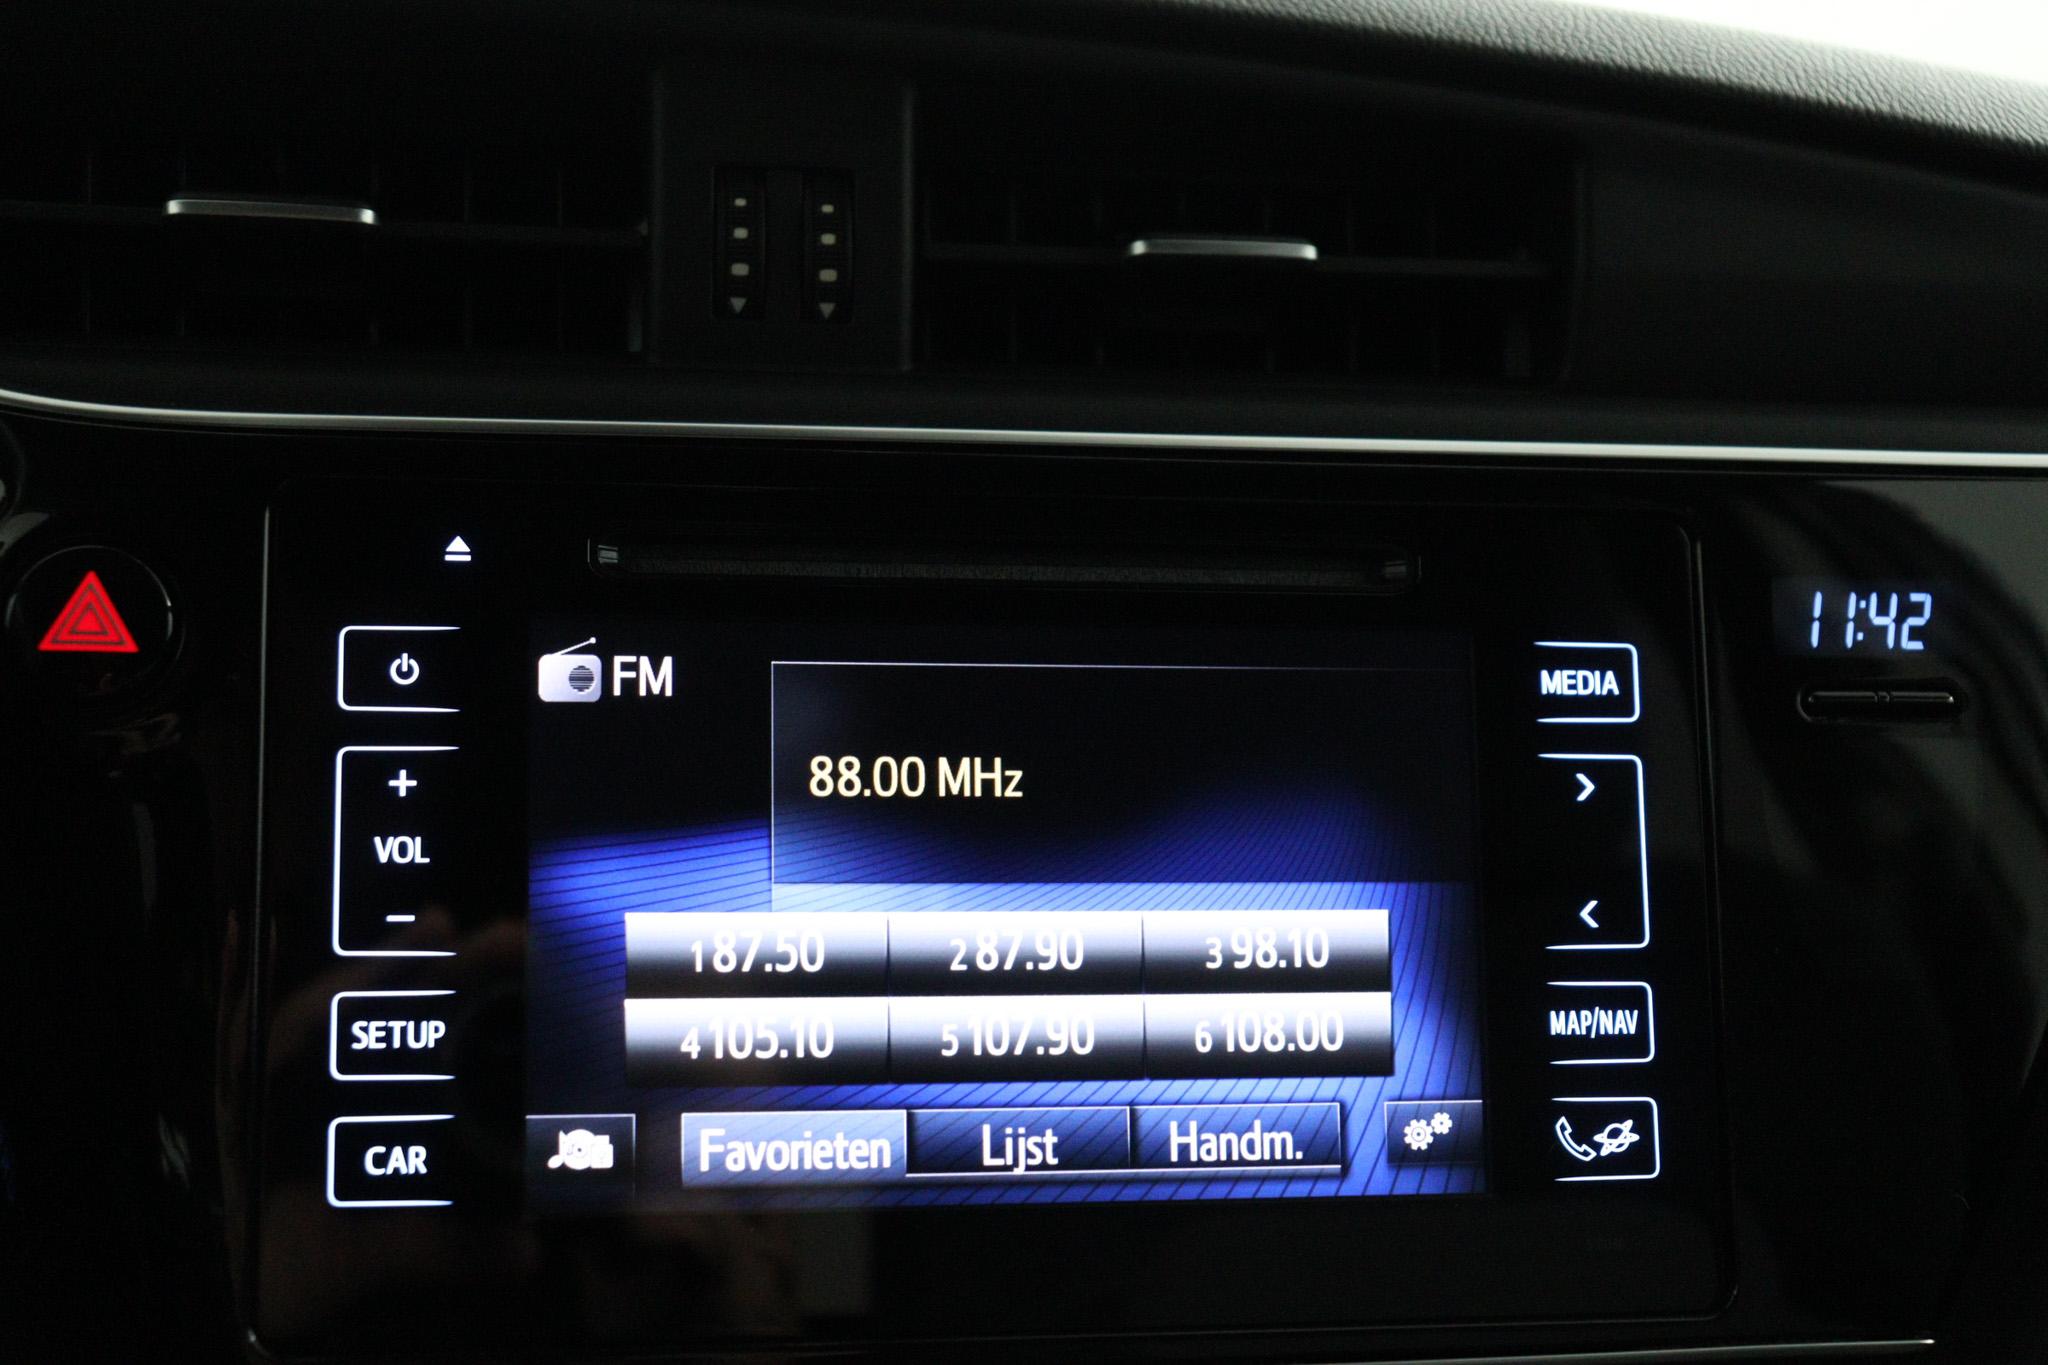 11:42
FM
MEDIA
88.00 MHz
+
VOL
−
>
<
1 87.50 2 87.90 3 98.10
4 105.10 5 107.90 6 108.00
SETUP
MAP/NAV
Favorieten Lijst Handm.
CAR